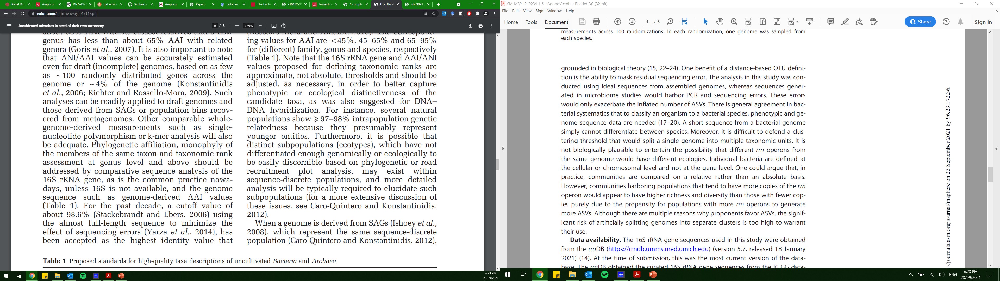 Panel Disc
Amplicon
DNA–DNA
pat schlos
SchlossLa
Amplicon
Papers
callahan p
The bacte
s10482-01
Towards a
A comple
Uncultivat
nbt.3893.p
nature.com/articles/ismej2017113.pdf
Uncultivated microbes in need of their own taxonomy
5 / 8
229%
genus has less than about 65% AAI with related
genera (Goris et al., 2007). It is also important to note
that ANI/AAI values can be accurately estimated
even for draft (incomplete) genomes, based on as few
as ~100 randomly distributed genes across the
genome or ~4% of the genome (Konstantinidis
et al., 2006; Richter and Rossello-Mora, 2009). Such
analyses can be readily applied to draft genomes and
those derived from SAGs or population bins recov-
ered from metagenomes. Other comparable whole-
genome-derived measurements such as single-
nucleotide polymorphism or k-mer analysis will also
be adequate. Phylogenetic affiliation, monophyly of
the members of the same taxon and taxonomic rank
assessment at genus level and above should be
addressed by comparative sequence analysis of the
16S rRNA gene, as is the common practice nowa-
days, unless 16S is not available, and the genome
sequence such as genome-derived AAI values
(Table 1). For the past decade, a cutoff value of
about 98.6% (Stackebrandt and Ebers, 2006) using
the almost full-length sequence to minimize the
effect of sequencing errors (Yarza et al., 2014), has
been accepted as the highest identity value that
ing values for AAI are <45%, 45–65% and 65–95%
for (different) family, genus and species, respectively
(Table 1). Note that the 16S rRNA gene and AAI/ANI
values proposed for defining taxonomic ranks are
approximate, not absolute, thresholds and should be
adjusted, as necessary, in order to better capture
phenotypic or ecological distinctiveness of the
candidate taxa, as was also suggested for DNA–
DNA hybridization. For instance, several natural
populations show ⩾97–98% intrapopulation genetic
relatedness because they presumably represent
younger entities. Furthermore, it is possible that
distinct subpopulations (ecotypes), which have not
differentiated enough genomically or ecologically to
be easily discernible based on phylogenetic or read
recruitment plot analysis, may exist within
sequence-discrete populations, and more detailed
analysis will be typically required to elucidate such
subpopulations (for a more extensive discussion of
these issues, see Caro-Quintero and Konstantinidis,
2012).
When a genome is derived from SAGs (Ishoey et al.,
2008), which represent the same sequence-discrete
population (Caro-Quintero and Konstantinidis, 2012),
Table 1 Proposed standards for high-quality taxa descriptions of uncultivated Bacteria and Archaea
6:23 PM
23/09/2021
SM-MSPH210234 1.6 - Adobe Acrobat Reader DC (32-bit)
File Edit View Sign Window Help
Home Tools Document
4 / 6
Share
Sign In
measurements across 100 randomizations. In each randomization, one genome was sampled from
each species.
grounded in biological theory (15, 22–24). One benefit of a distance-based OTU defini-
tion is the ability to mask residual sequencing error. The analysis in this study was con-
ducted using ideal sequences from assembled genomes, whereas sequences gener-
ated in microbiome studies would harbor PCR and sequencing errors. These errors
would only exacerbate the inflated number of ASVs. There is general agreement in bac-
terial systematics that to classify an organism to a bacterial species, phenotypic and ge-
nome sequence data are needed (17–20). A short sequence from a bacterial genome
simply cannot differentiate between species. Moreover, it is difficult to defend a clus-
tering threshold that would split a single genome into multiple taxonomic units. It is
not biologically plausible to entertain the possibility that different rrn operons from
the same genome would have different ecologies. Individual bacteria are defined at
the cellular or chromosomal level and not at the gene level. One could argue that, in
practice, communities are compared on a relative rather than an absolute basis.
However, communities harboring populations that tend to have more copies of the rrn
operon would appear to have higher richness and diversity than those with fewer cop-
ies purely due to the propensity for populations with more rrn operons to generate
more ASVs. Although there are multiple reasons why proponents favor ASVs, the signif-
icant risk of artificially splitting genomes into separate clusters is too high to warrant
their use.
Data availability. The 16S rRNA gene sequences used in this study were obtained
from the rrnDB (https://rrndb.umms.med.umich.edu) (version 5.7, released 18 January
2021) (14). At the time of submission, this was the most current version of the data-
base. The rrnDB obtained the curated 16S rRNA gene sequences from the KEGG data-
://journals.asm.org/journal/msphere on 23 September 2021 by 96.23.172.36.
ENG
6:23 PM
23/09/2021